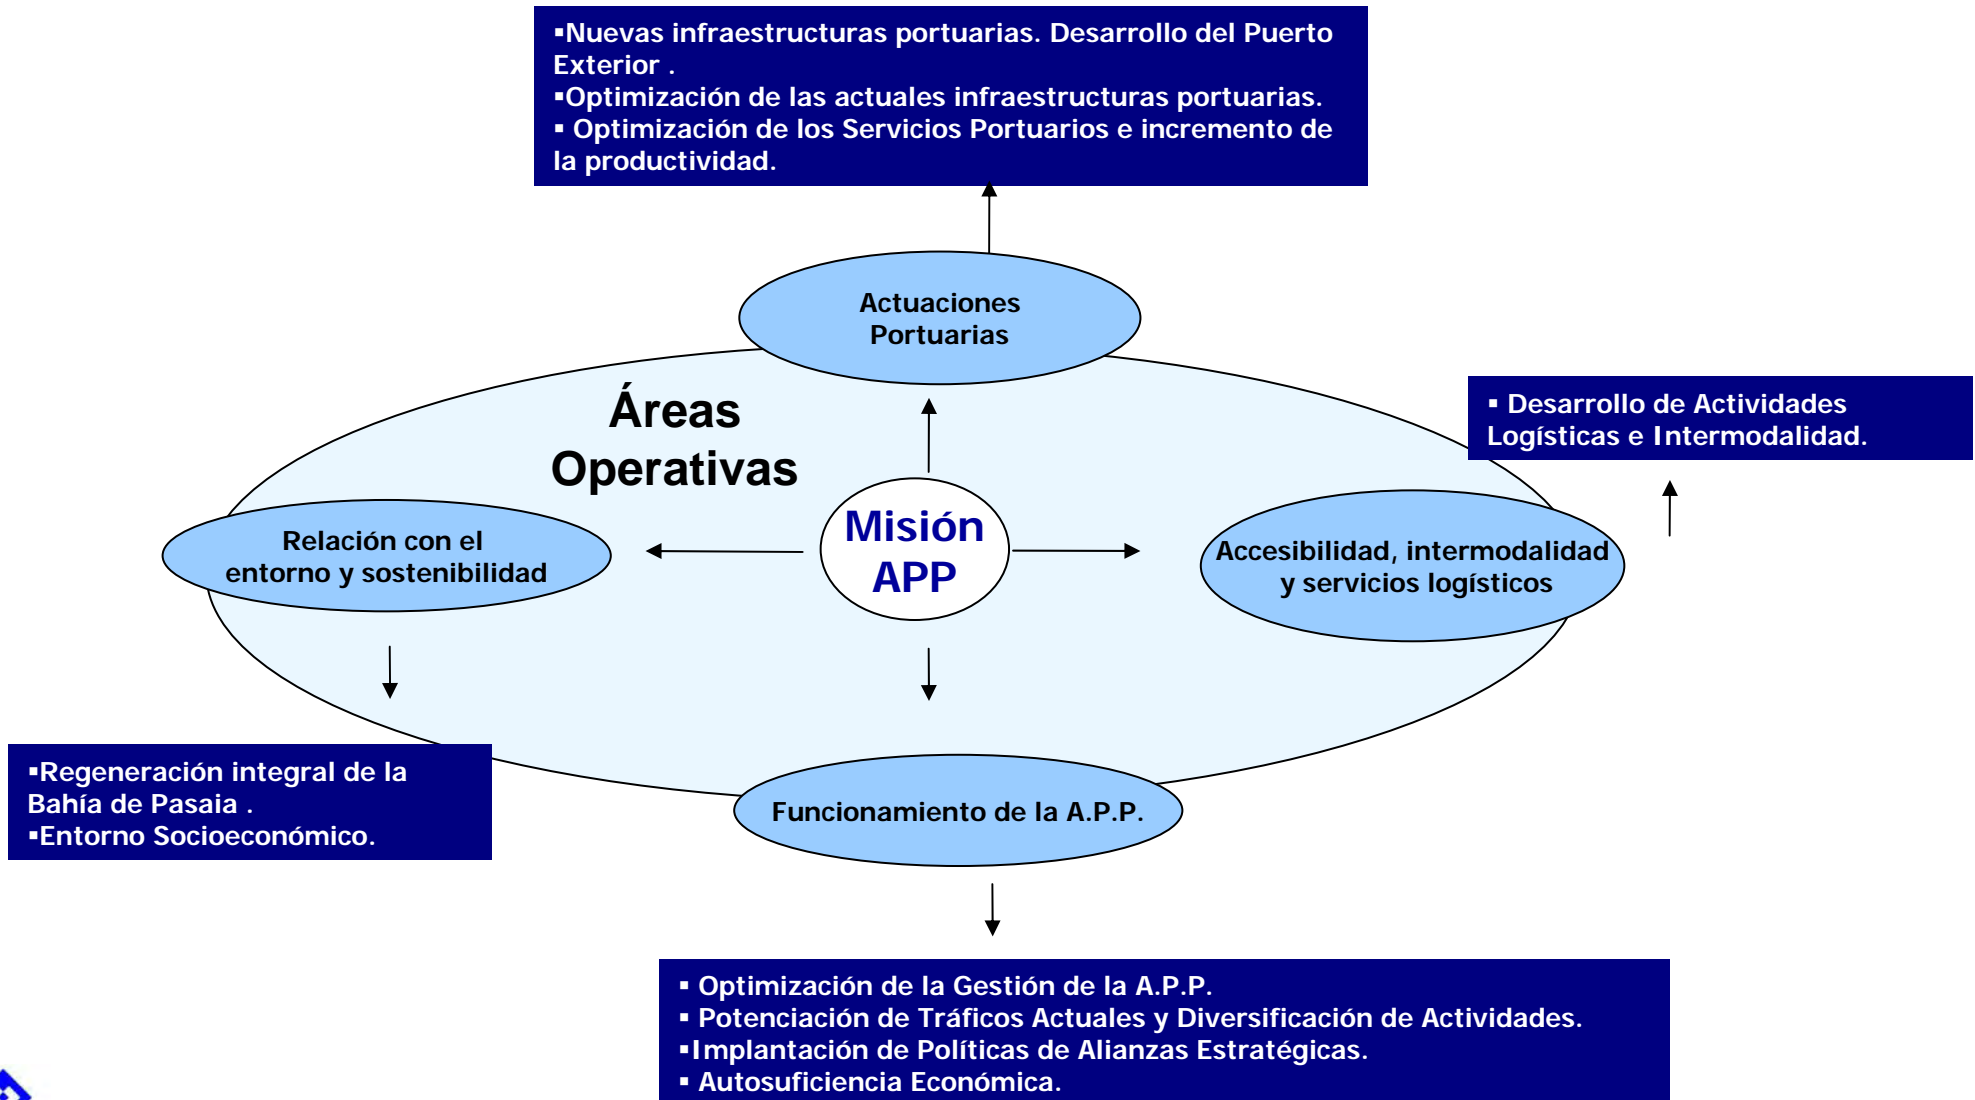 ▪Nuevas infraestructuras portuarias. Desarrollo del Puerto
Exterior .
▪Optimización de las actuales infraestructuras portuarias.
▪ Optimización de los Servicios Portuarios e incremento de
la productividad.
Actuaciones
Portuarias
Áreas
Operativas
▪ Desarrollo de Actividades
Logísticas e Intermodalidad.
Misión
APP
Relación con el
entorno y sostenibilidad
Accesibilidad, intermodalidad
y servicios logísticos
▪Regeneración integral de la
Bahía de Pasaia .
▪Entorno Socioeconómico.
Funcionamiento de la A.P.P.
▪ Optimización de la Gestión de la A.P.P.
▪ Potenciación de Tráficos Actuales y Diversificación de Actividades.
▪Implantación de Políticas de Alianzas Estratégicas.
▪ Autosuficiencia Económica.